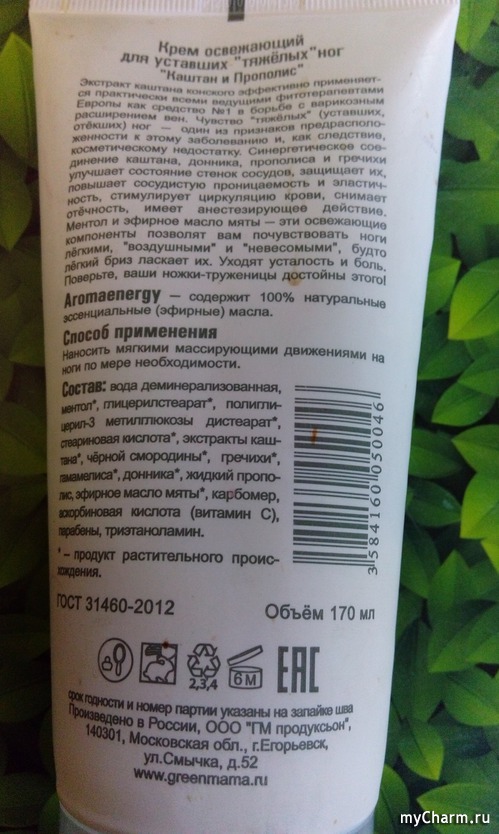 Крем освежающий
для уставших "тяжёлых" ног
"Каштан и Прополис"
Экстракт каштана конского эффективно применяет-
ся практически всеми ведущими фитотерапевтами
Европы как средство №1 в борьбе с варикозным
расширением вен. Чувство "тяжёлых" (уставших,
отёкших) ног — один из признаков предрасполо-
женности к этому заболеванию и, как следствие,
косметическому недостатку. Синергетическое сое-
динение каштана, донника, прополиса и гречихи
улучшает состояние стенок сосудов, защищает их,
повышает сосудистую проницаемость и эластич-
ность, стимулирует циркуляцию крови, снимает
отёчность, имеет анестезирующее действие.
Ментол и эфирное масло мяты — эти освежающие
компоненты позволят вам почувствовать ноги
лёгкими, "воздушными" и "невесомыми", будто
лёгкий бриз ласкает их. Уходят усталость и боль.
Поверьте, ваши ножки-труженицы достойны этого!
Aromaenergy — содержит 100% натуральные
эссенциальные (эфирные) масла.
Способ применения
Наносить мягкими массирующими движениями на
ноги по мере необходимости.
Состав: вода деминерализованная,
ментол*, глицерилстеарат*, полигли-
церил-3 метилглюкозы дистеарат*,
стеариновая кислота*, экстракты каш-
тана*, чёрной смородины*, гречихи*,
гамамелиса*, донника*, жидкий пропо-
лис, эфирное масло мяты*, карбомер,
аскорбиновая кислота (витамин С),
парабены, триэтаноламин.
* – продукт растительного проис-
хождения.
3 584160 050046
ГОСТ 31460-2012
Объём 170 мл
2,3,4
6 М
EAC
срок годности и номер партии указаны на запайке шва
Произведено в России, ООО "ГМ продуксьон",
140301, Московская обл., г.Егорьевск,
ул.Смычка, д.52
www.greenmama.ru
myCharm.ru